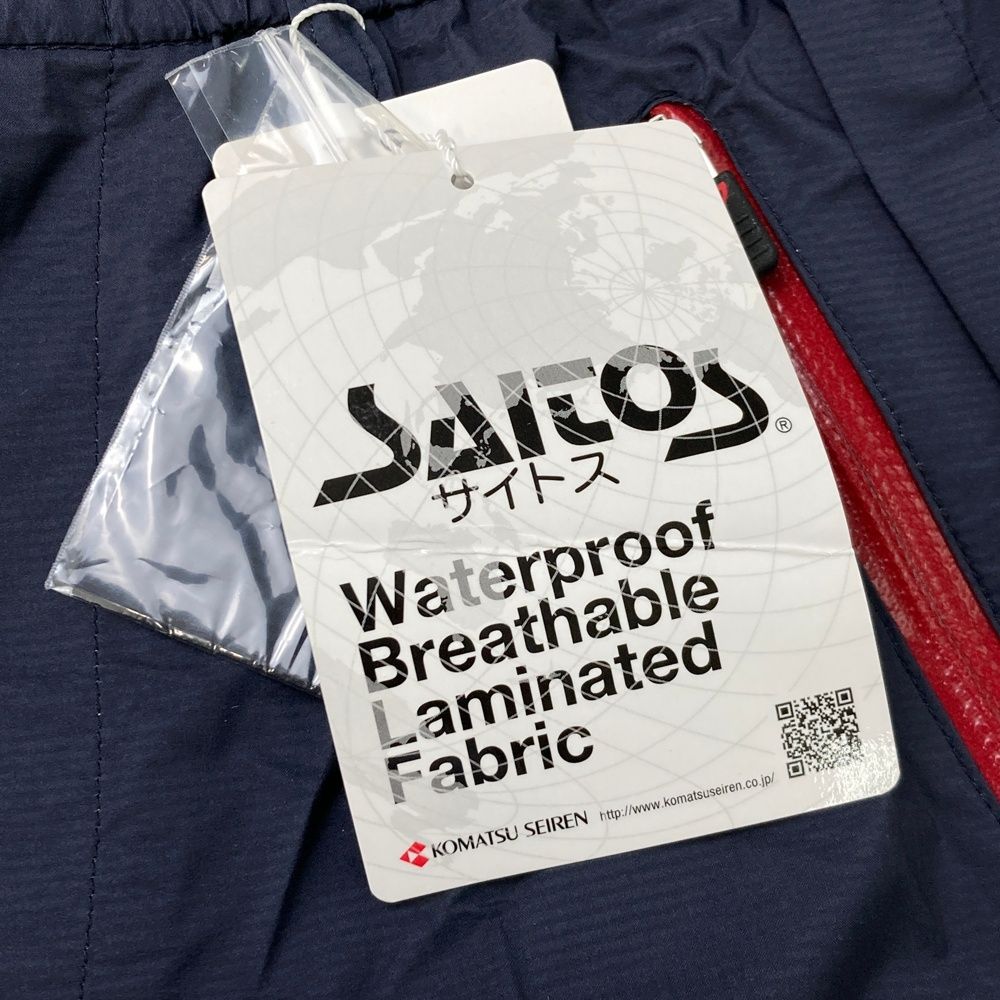 SAITOS®
サイトス
Waterproof
Breathable
Laminated
Fabric
KOMATSU SEIREN http://www.komatsuseiren.co.jp/